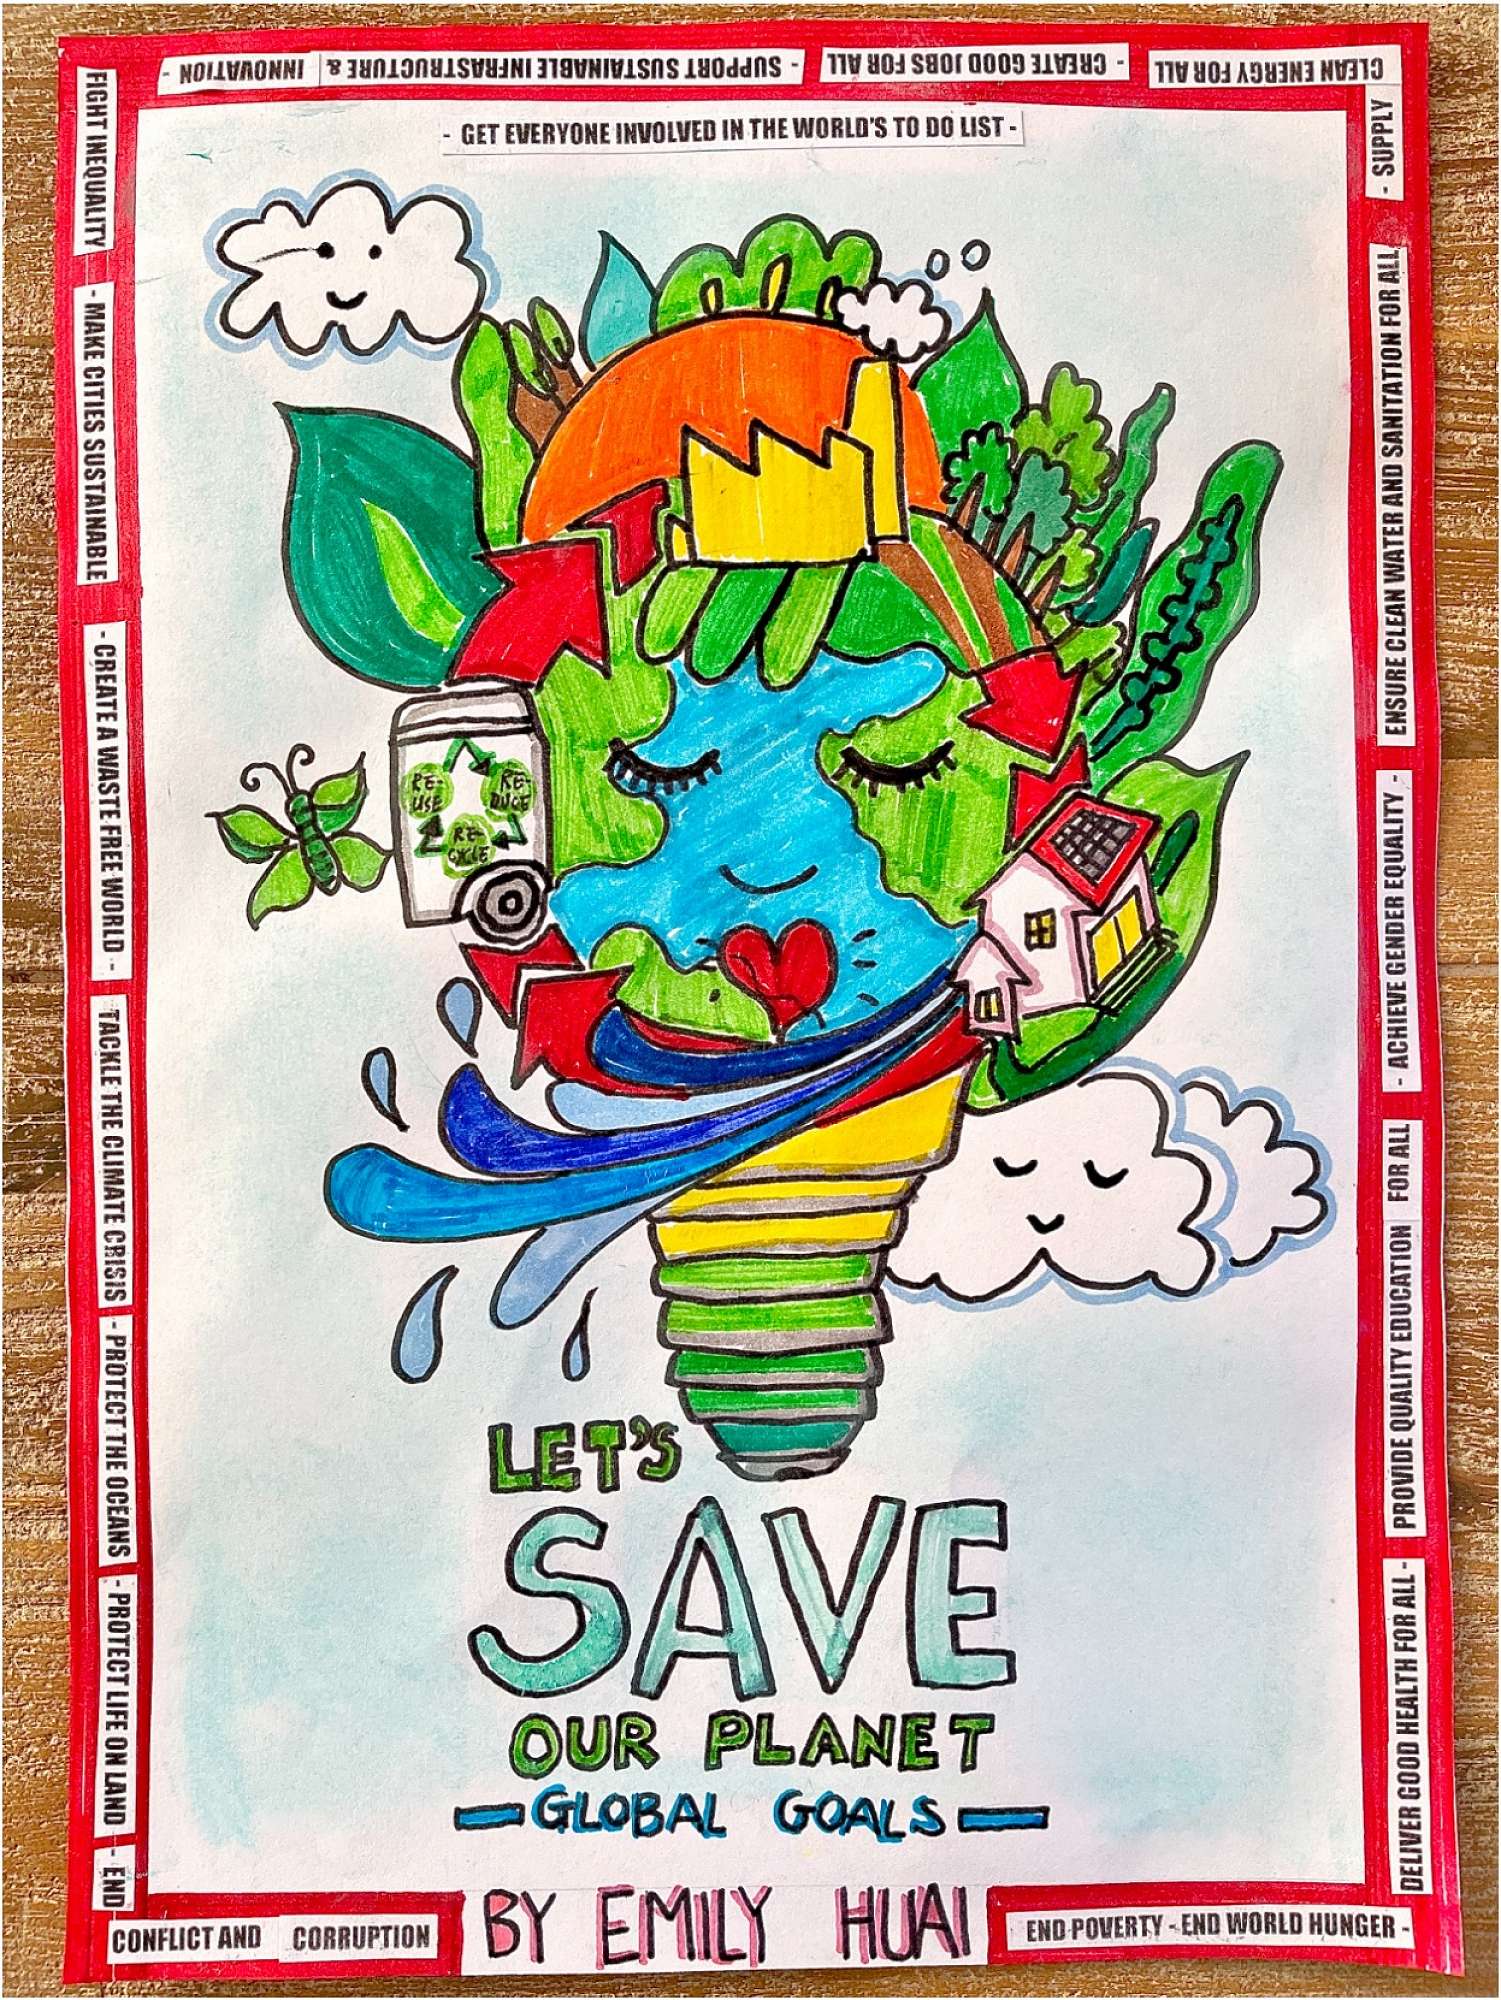 - GET EVERYONE INVOLVED IN THE WORLD'S TO DO LIST -
RE-
USE
RE-
DUCE
RE-
CYCLE
LET'S
SAVE
OUR PLANET
GLOBAL GOALS
BY EMILY HUAI
END POVERTY - END WORLD HUNGER -
DELIVER GOOD HEALTH FOR ALL -
PROVIDE QUALITY EDUCATION FOR ALL
- ACHIEVE GENDER EQUALITY -
ENSURE CLEAN WATER AND SANITATION FOR ALL
- SUPPLY
CLEAN ENERGY FOR ALL
- CREATE GOOD JOBS FOR ALL
- SUPPORT SUSTAINABLE INFRASTRUCTURE &
INNOVATION -
FIGHT INEQUALITY
- MAKE CITIES SUSTAINABLE
- CREATE A WASTE FREE WORLD -
TACKLE THE CLIMATE CRISIS
- PROTECT THE OCEANS
- PROTECT LIFE ON LAND
- END
CONFLICT AND CORRUPTION